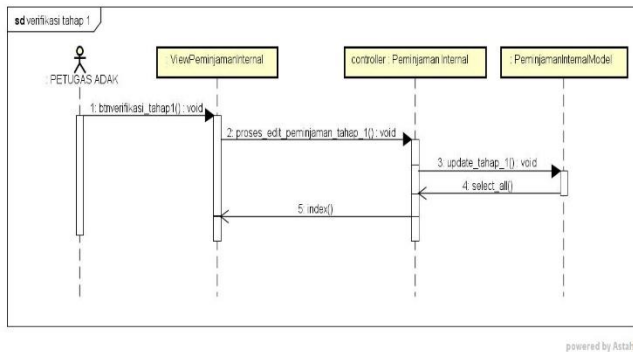 sd verifikasi tahap 1
: PETUGAS ADAK
ViewPeminjamanInternal
controller : Peminjaman Internal
: PeminjamanInternalModel
1: btnverifikasi_tahap1() : void
2: proses_edit_peminjaman_tahap_1() : void
3: update_tahap_1() : void
4: select_all()
5: index()
powered by Astah